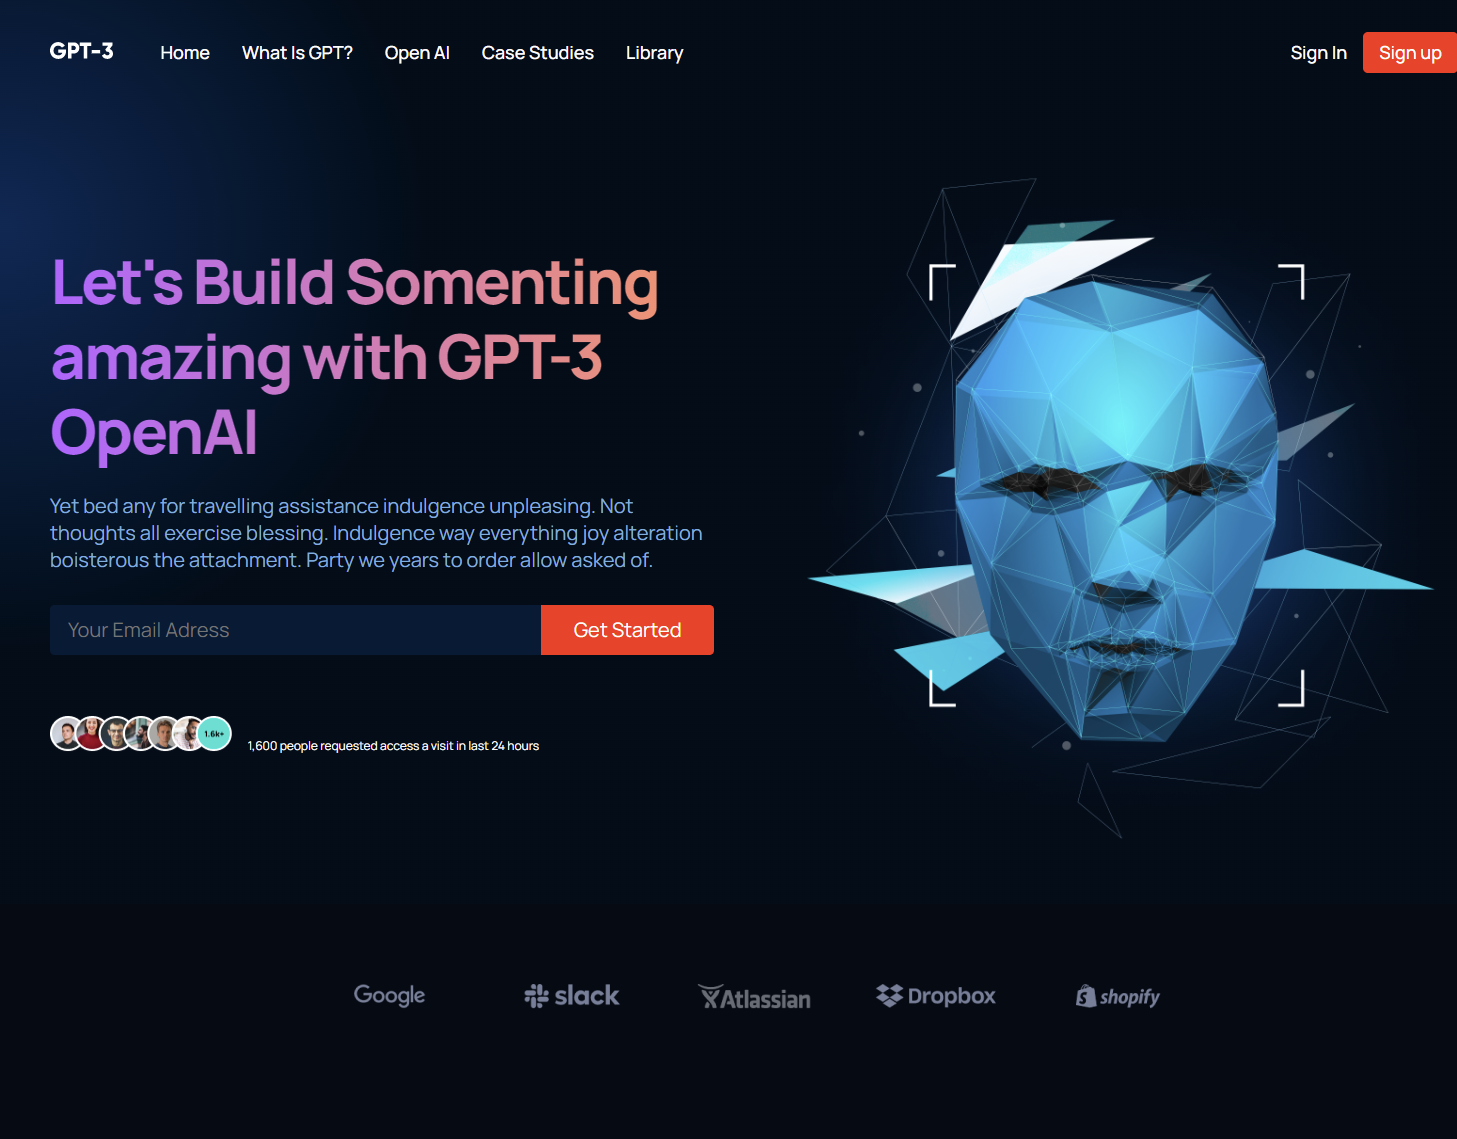 GPT-3 Home What Is GPT? Open AI Case Studies Library Sign In Sign up
Let's Build Somenting
amazing with GPT-3
OpenAI
Yet bed any for travelling assistance indulgence unpleasing. Not
thoughts all exercise blessing. Indulgence way everything joy alteration
boisterous the attachment. Party we years to order allow asked of.
Your Email Adress Get Started
1.6k+ 1,600 people requested access a visit in last 24 hours
Google slack Atlassian Dropbox shopify